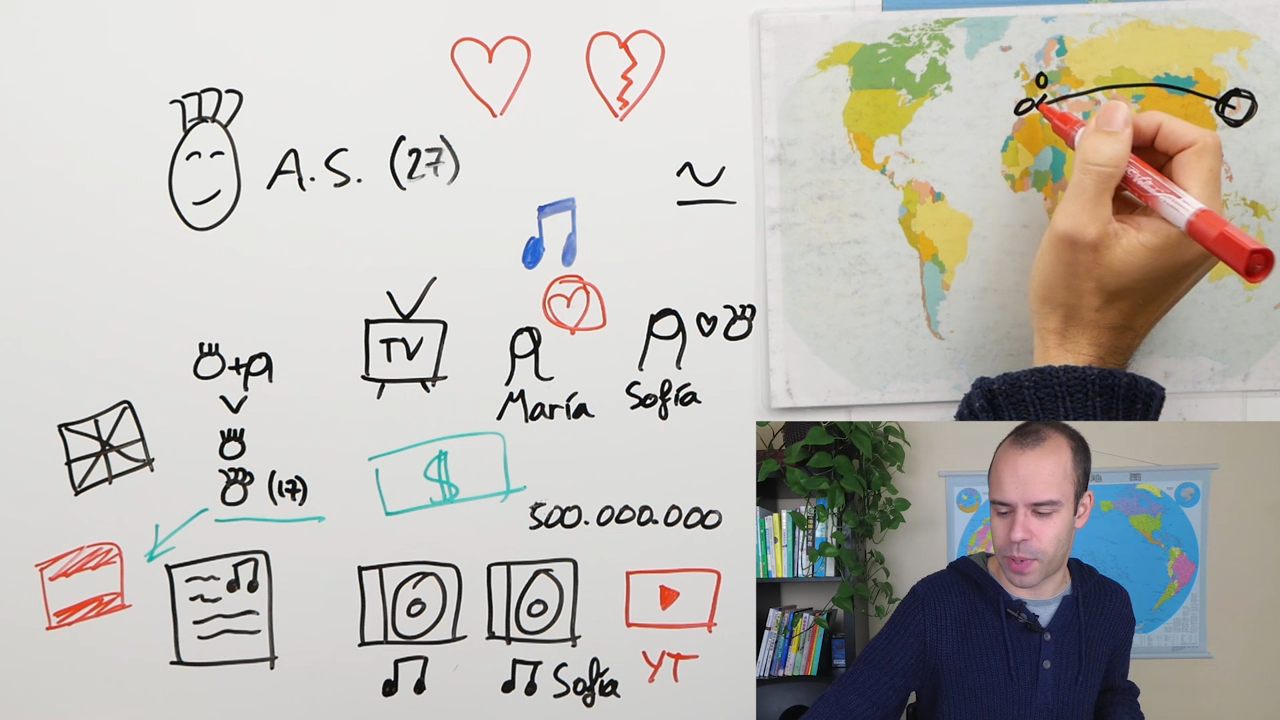 A.S. (27)
TV
María
Sofía
(17)
$
500.000.000
Sofía
YT